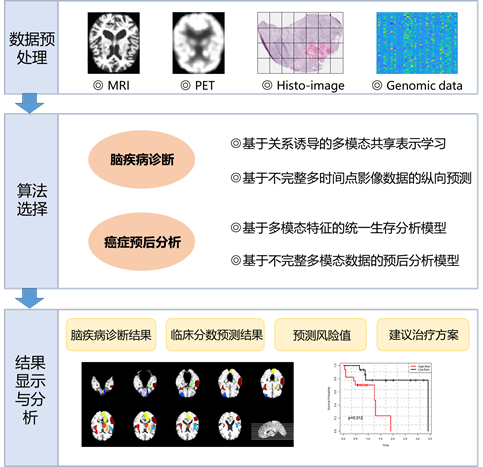 数据预
处理
◎ MRI
◎ PET
◎ Histo-image
◎ Genomic data
算法
选择
脑疾病诊断
◎基于关系诱导的多模态共享表示学习
◎基于不完整多时间点影像数据的纵向预测
癌症预后分析
◎基于多模态特征的统一生存分析模型
◎基于不完整多模态数据的预后分析模型
结果
显示
与分析
脑疾病诊断结果
临床分数预测结果
预测风险值
建议治疗方案
p=0.012